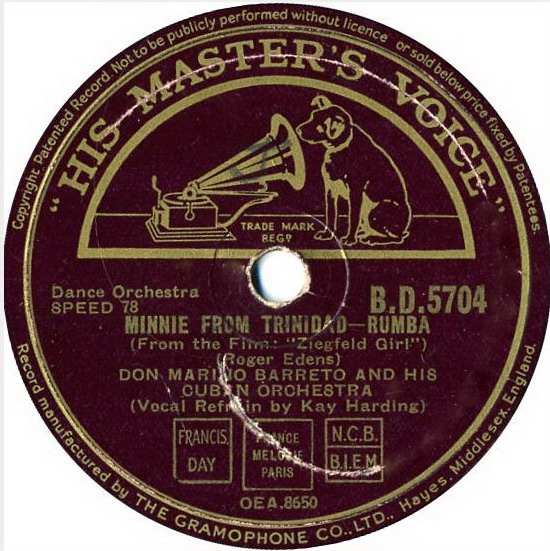 Copyright Patented Record. Not to be publicly performed without licence or sold below price fixed by Patentees.
"HIS MASTER'S VOICE"
TRADE MARK
REGD
Dance Orchestra
SPEED 78
B.D.5704
MINNIE FROM TRINIDAD—RUMBA
(From the Film: "Ziegfeld Girl")
(Roger Edens)
DON MARINO BARRETO AND HIS
CUBAN ORCHESTRA
(Vocal Refrain by Kay Harding)
FRANCIS,
DAY
FRANCE
MELODIE
PARIS
N.C.B.
B.I.E.M
OEA.8650
Record manufactured by THE GRAMOPHONE CO., LTD., Hayes, Middlesex, England.